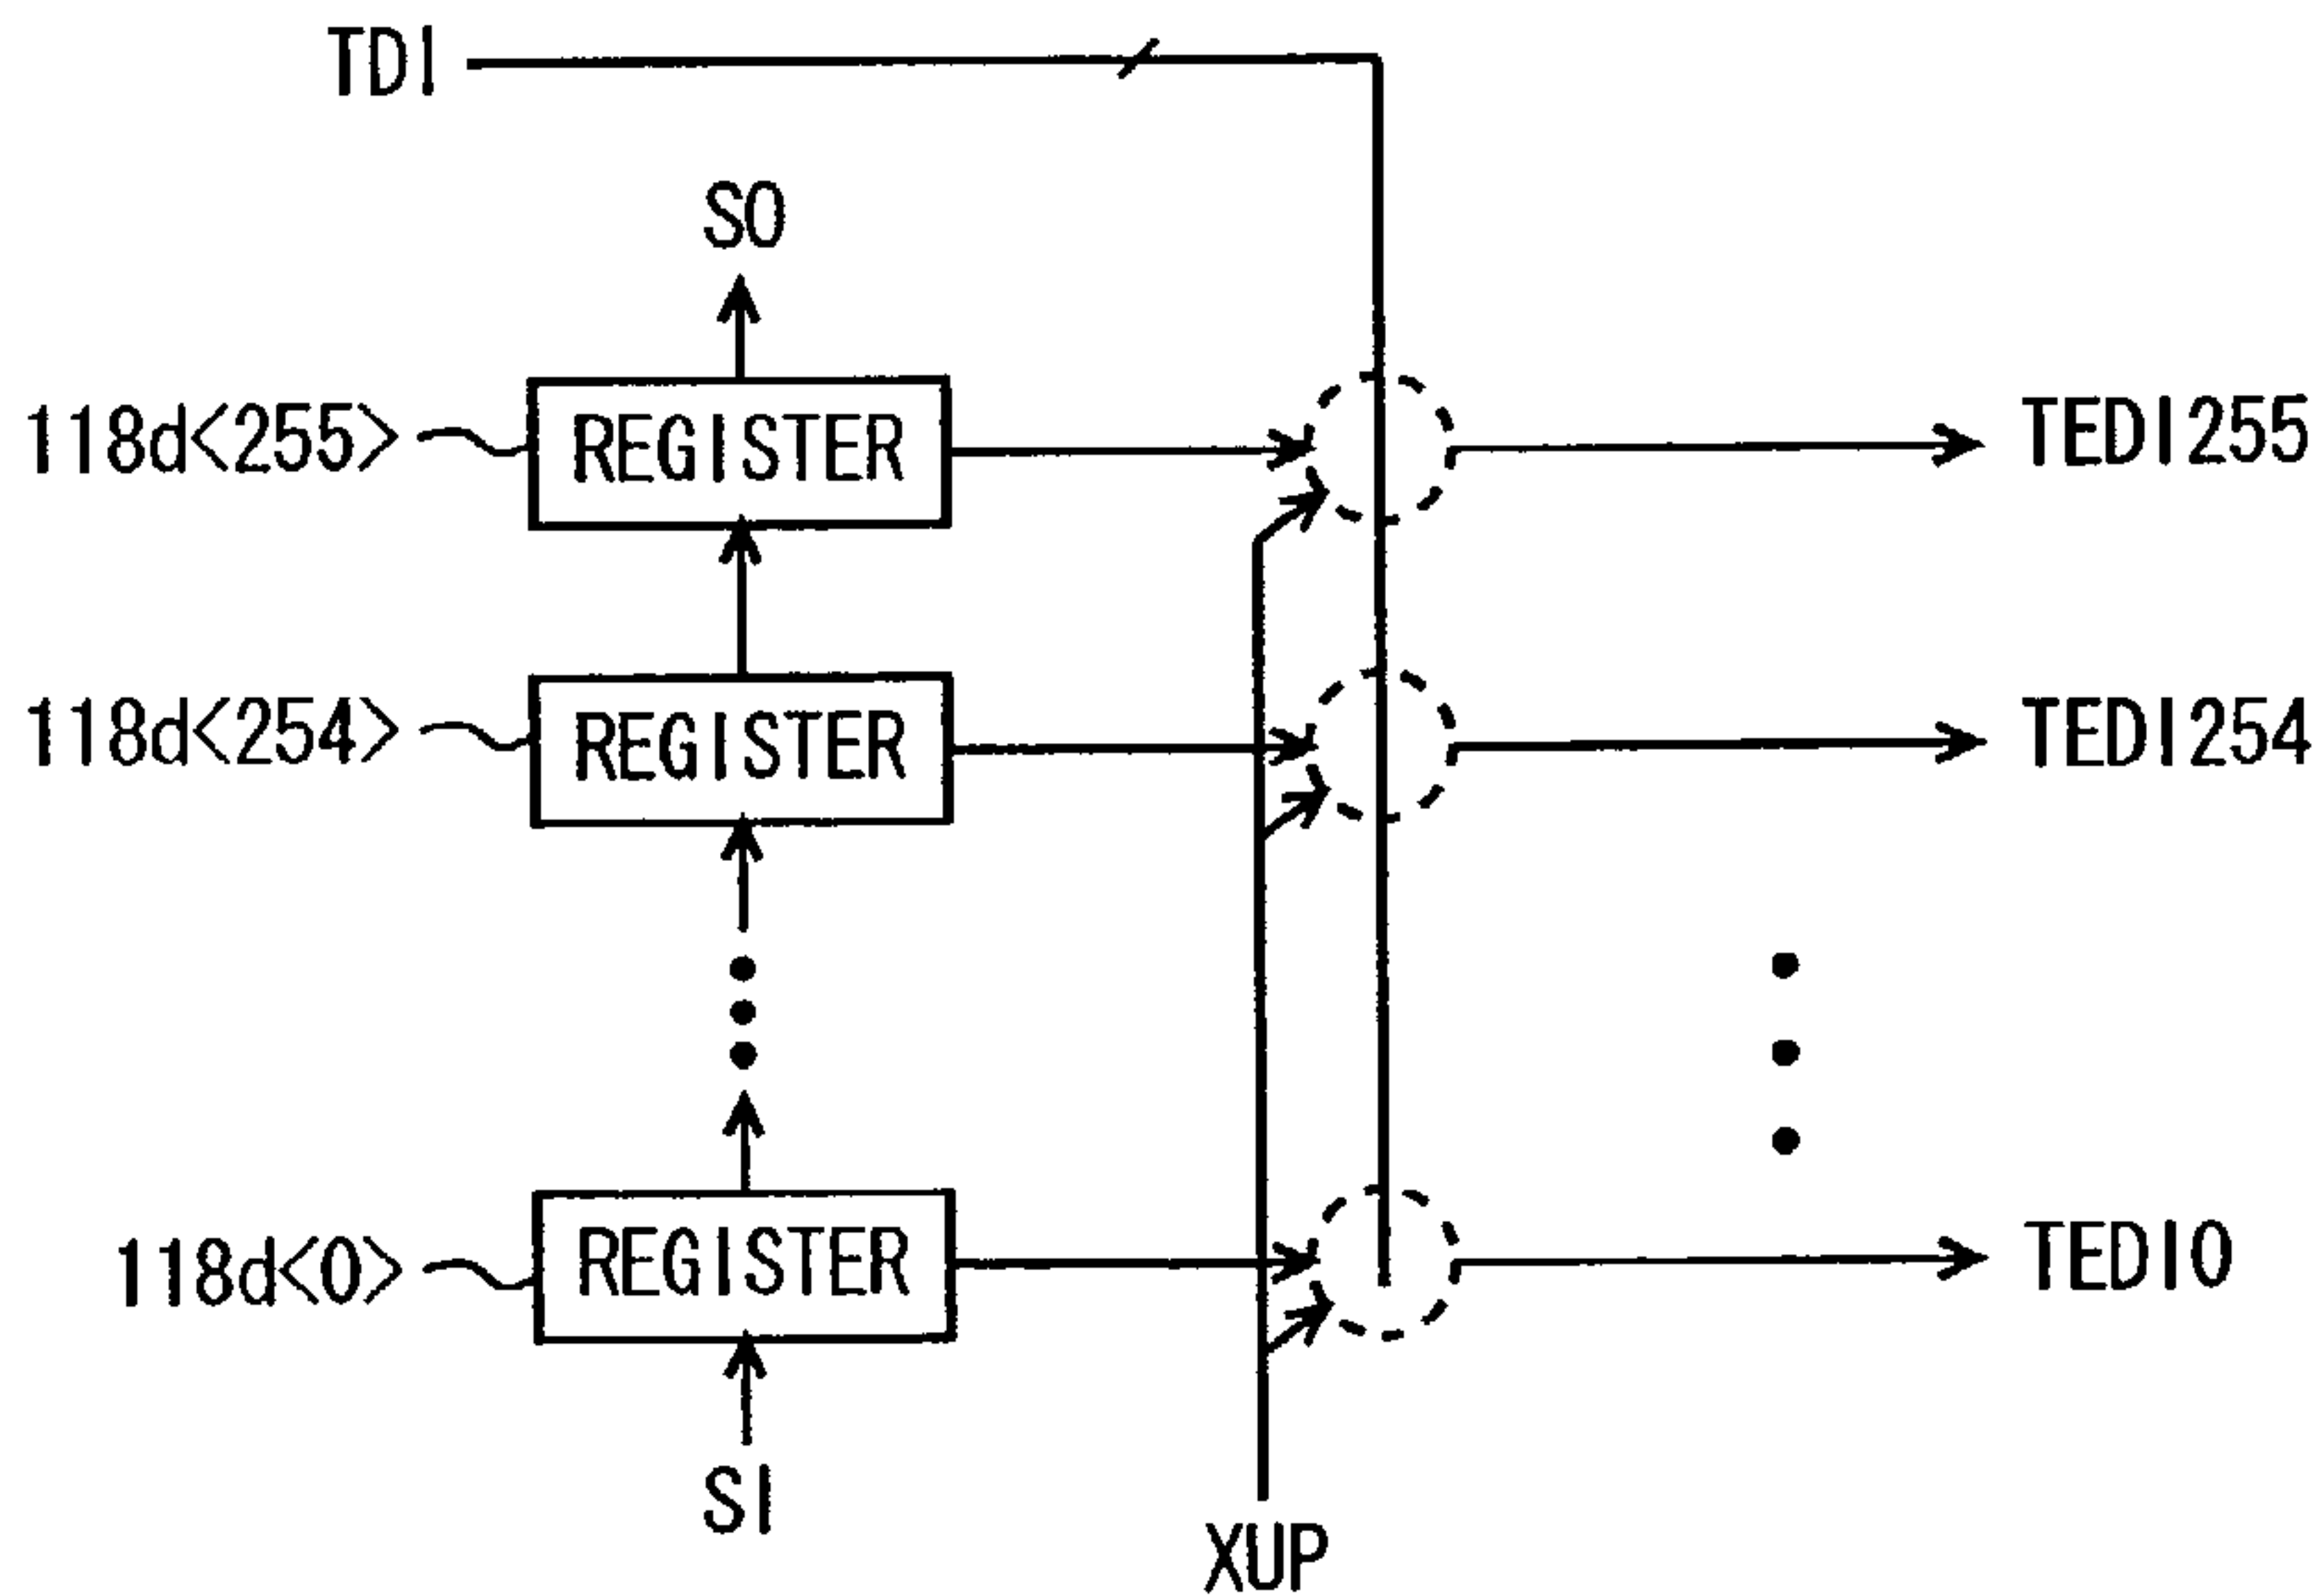 TDI
SO
118d<255> REGISTER TEDI255
118d<254> REGISTER TEDI254
118d<0> REGISTER TEDI0
SI
XUP